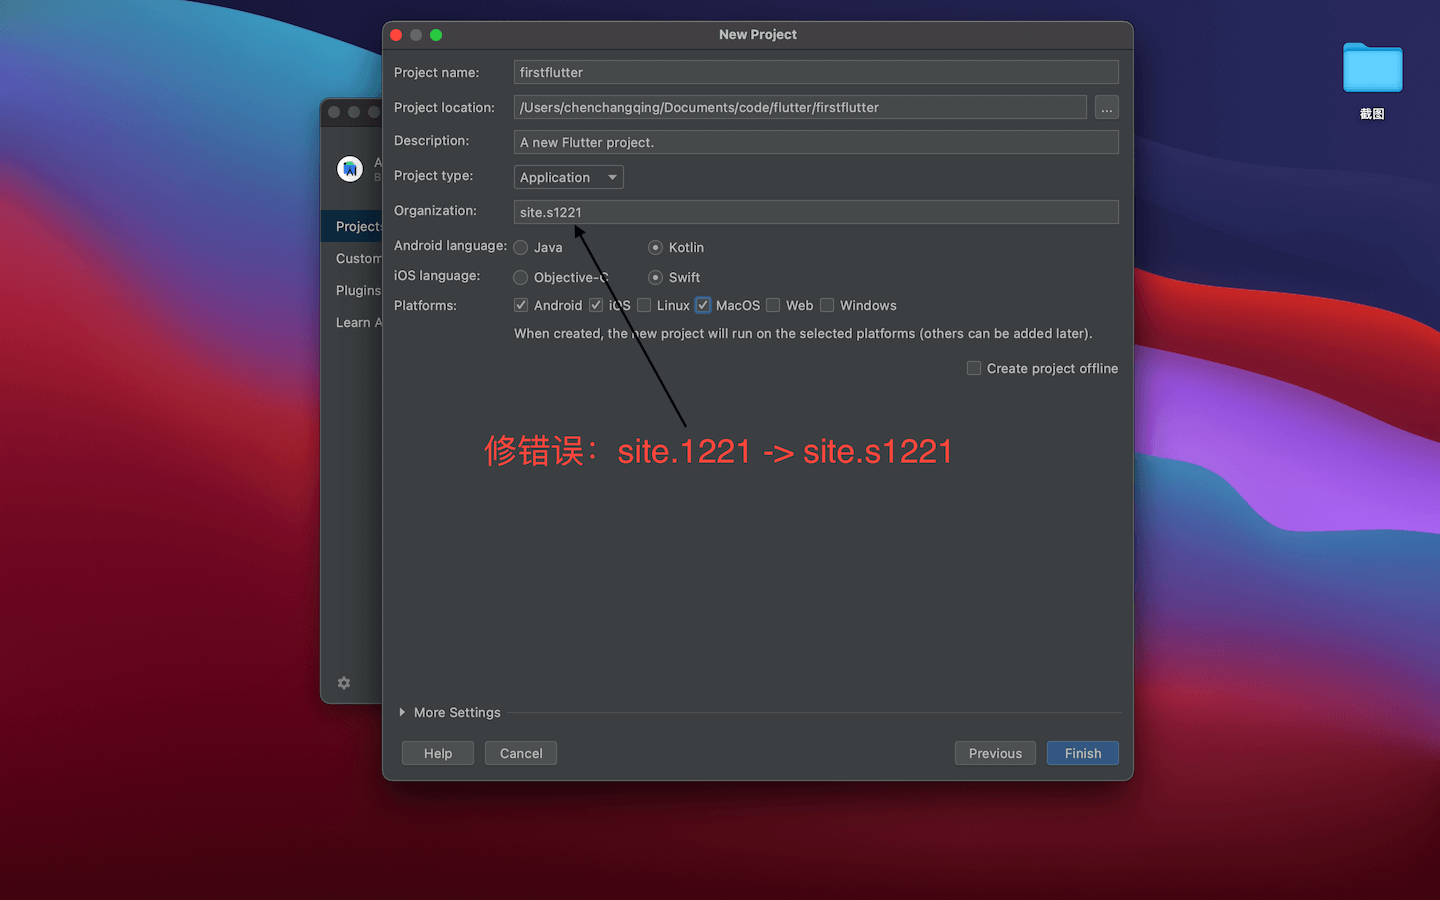 New Project
截图
Project name: firstflutter
Project location: /Users/chenchangqing/Documents/code/flutter/firstflutter ...
Description: A new Flutter project.
Project type: Application
Organization: site.s1221
Android language: Java Kotlin
iOS language: Objective-C Swift
Platforms: Android iOS Linux MacOS Web Windows
When created, the new project will run on the selected platforms (others can be added later).
Create project offline
修错误：site.1221 -> site.s1221
More Settings
Help Cancel Previous Finish
A
B
Projects
Custom
Plugins
Learn A